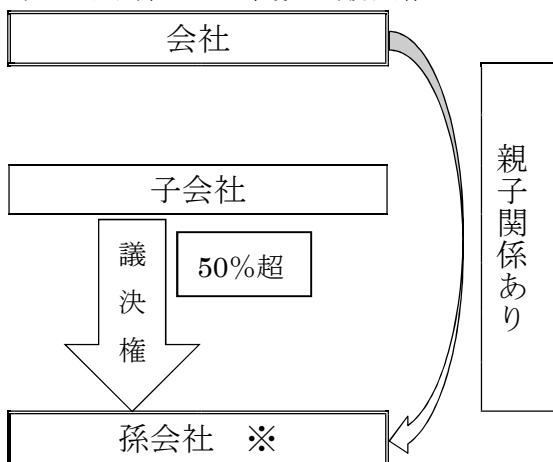 会社
子会社
議決権
50%超
親子関係あり
孫会社 ※